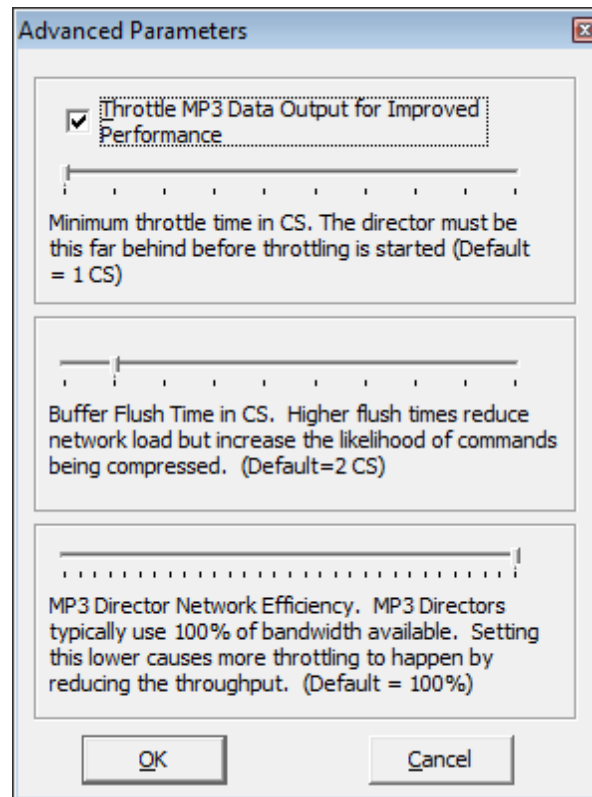 Advanced Parameters
Throttle MP3 Data Output for Improved
Performance
Minimum throttle time in CS. The director must be
this far behind before throttling is started (Default
= 1 CS)
Buffer Flush Time in CS.  Higher flush times reduce
network load but increase the likelihood of commands
being compressed.  (Default=2 CS)
MP3 Director Network Efficiency.  MP3 Directors
typically use 100% of bandwidth available.  Setting
this lower causes more throttling to happen by
reducing the throughput.  (Default = 100%)
OK
Cancel